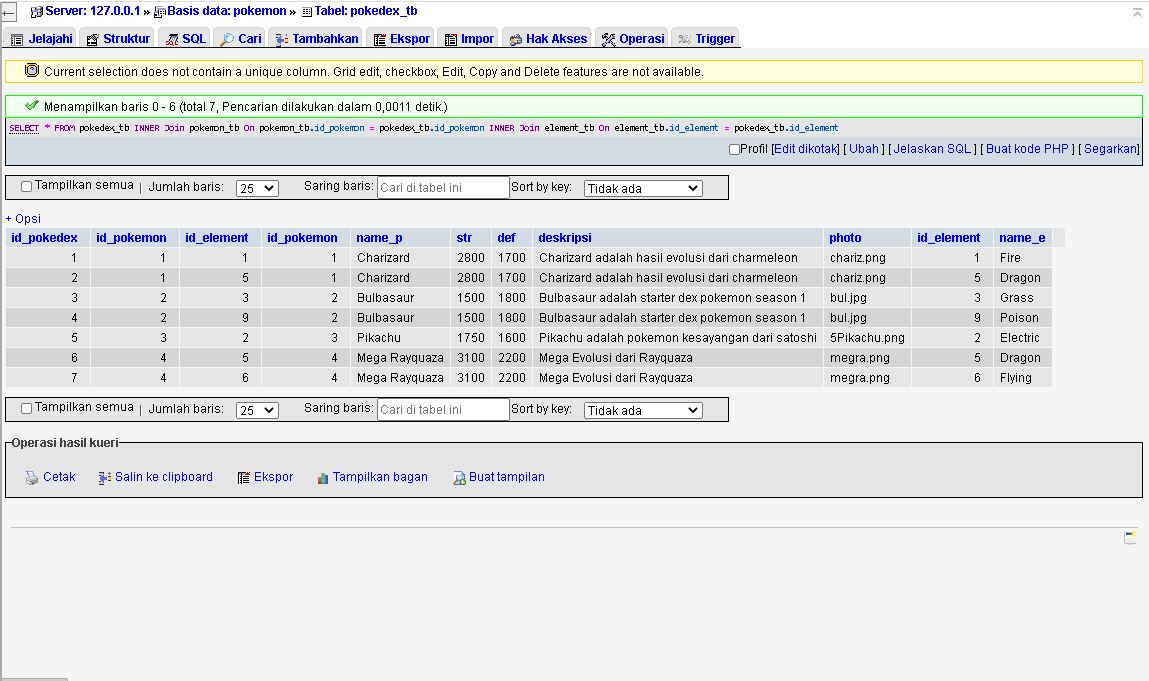 Server: 127.0.0.1 » Basis data: pokemon » Tabel: pokedex_tb
Jelajahi Struktur SQL Cari Tambahkan Ekspor Impor Hak Akses Operasi Trigger
Current selection does not contain a unique column. Grid edit, checkbox, Edit, Copy and Delete features are not available.
Menampilkan baris 0 - 6 (total 7, Pencarian dilakukan dalam 0,0011 detik.)
SELECT * FROM pokedex_tb INNER Join pokemon_tb On pokemon_tb.id_pokemon = pokedex_tb.id_pokemon INNER Join element_tb On element_tb.id_element = pokedex_tb.id_element
Profil [Edit dikotak] [ Ubah ] [ Jelaskan SQL ] [ Buat kode PHP ] [ Segarkan]
Tampilkan semua | Jumlah baris: 25 Saring baris: Cari di tabel ini Sort by key: Tidak ada
+ Opsi
id_pokedex id_pokemon id_element id_pokemon name_p str def deskripsi photo id_element name_e
1 1 1 1 Charizard 2800 1700 Charizard adalah hasil evolusi dari charmeleon chariz.png 1 Fire
2 1 5 1 Charizard 2800 1700 Charizard adalah hasil evolusi dari charmeleon chariz.png 5 Dragon
3 2 3 2 Bulbasaur 1500 1800 Bulbasaur adalah starter dex pokemon season 1 bul.jpg 3 Grass
4 2 9 2 Bulbasaur 1500 1800 Bulbasaur adalah starter dex pokemon season 1 bul.jpg 9 Poison
5 3 2 3 Pikachu 1750 1600 Pikachu adalah pokemon kesayangan dari satoshi 5Pikachu.png 2 Electric
6 4 5 4 Mega Rayquaza 3100 2200 Mega Evolusi dari Rayquaza megra.png 5 Dragon
7 4 6 4 Mega Rayquaza 3100 2200 Mega Evolusi dari Rayquaza megra.png 6 Flying
Tampilkan semua | Jumlah baris: 25 Saring baris: Cari di tabel ini Sort by key: Tidak ada
Operasi hasil kueri
Cetak Salin ke clipboard Ekspor Tampilkan bagan Buat tampilan